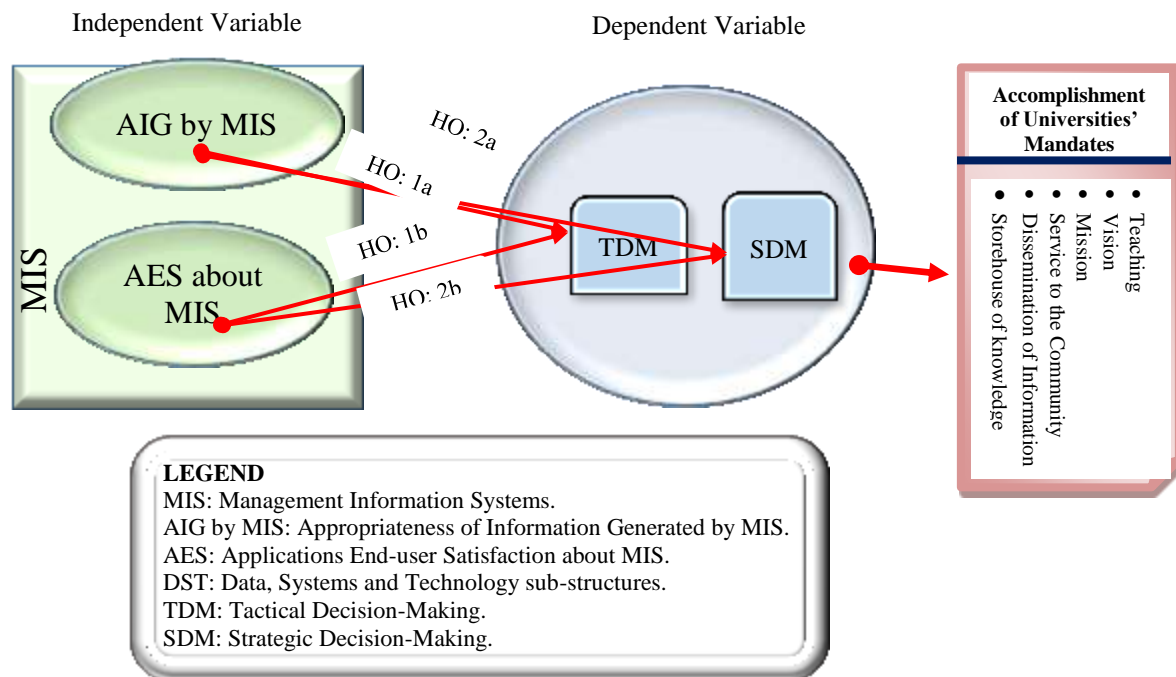 Independent Variable
Dependent Variable
AIG by MIS
AES about
MIS
MIS
HO: 2a
HO: 1a
HO: 1b
HO: 2b
TDM
SDM
Accomplishment
of Universities’
Mandates
• Teaching
• Vision
• Mission
• Service to the Community
• Dissemination of Information
• Storehouse of knowledge
LEGEND
MIS: Management Information Systems.
AIG by MIS: Appropriateness of Information Generated by MIS.
AES: Applications End-user Satisfaction about MIS.
DST: Data, Systems and Technology sub-structures.
TDM: Tactical Decision-Making.
SDM: Strategic Decision-Making.